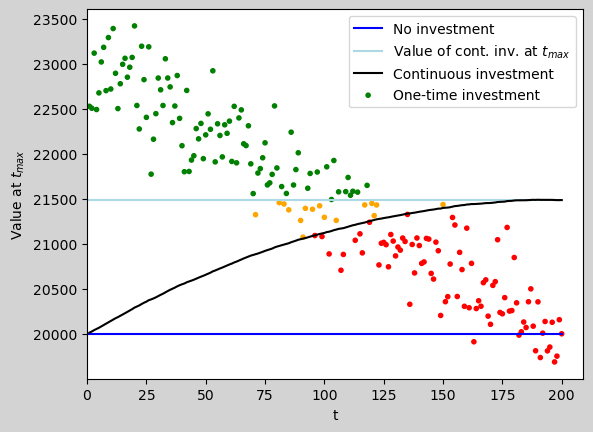 No investment
Value of cont. inv. at t_max
Continuous investment
One-time investment
Value at t_max
23500
23000
22500
22000
21500
21000
20500
20000
0 25 50 75 100 125 150 175 200
t